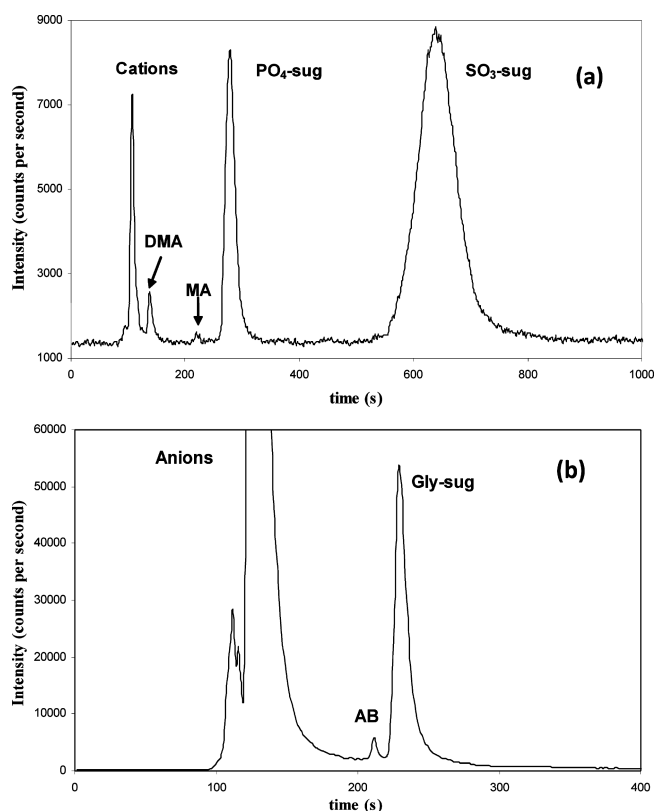 9000
7000
5000
3000
1000
Intensity (counts per second)
Cations
PO₄-sug
SO₃-sug
(a)
DMA
MA
0
200
400
600
800
1000
time (s)
60000
50000
40000
30000
20000
10000
0
Intensity (counts per second)
Anions
(b)
Gly-sug
AB
0
100
200
300
400
time (s)